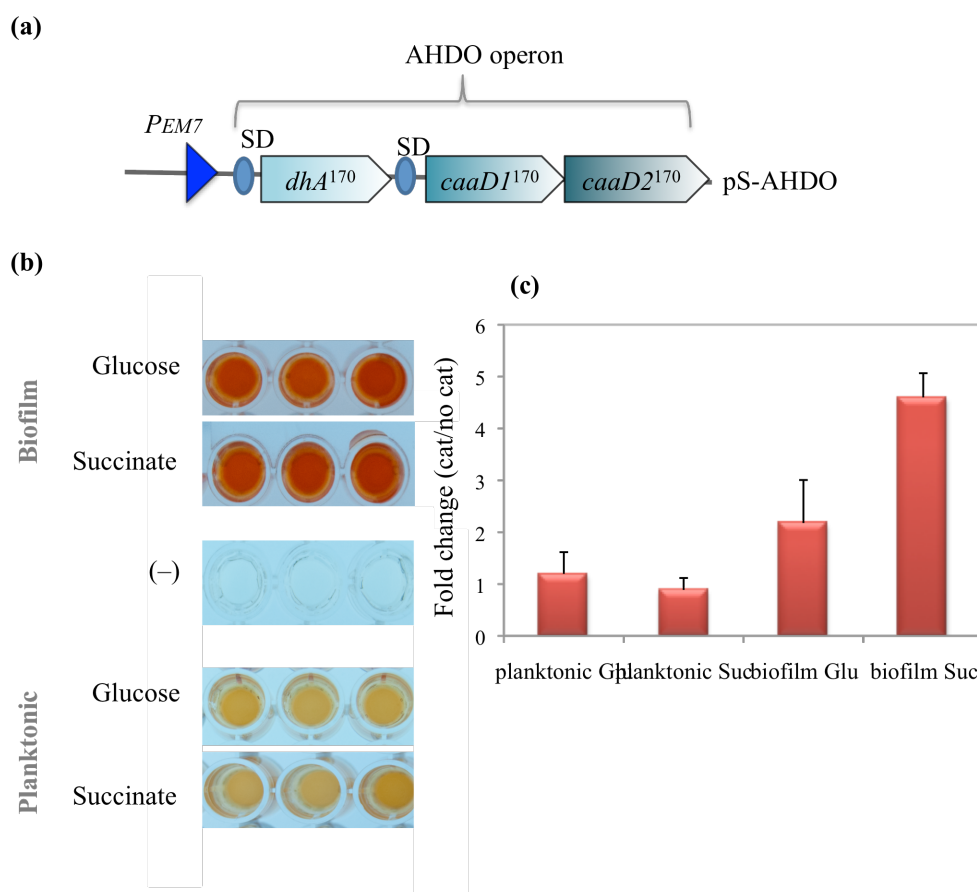 (a)
AHDO operon
PEM7
SD
SD
dhA170
caaD1170
caaD2170
pS-AHDO
(b)
Biofilm
Glucose
Succinate
(–)
Planktonic
Glucose
Succinate
(c)
Fold change (cat/no cat)
6
5
4
3
2
1
0
planktonic Glu
planktonic Suc
biofilm Glu
biofilm Suc